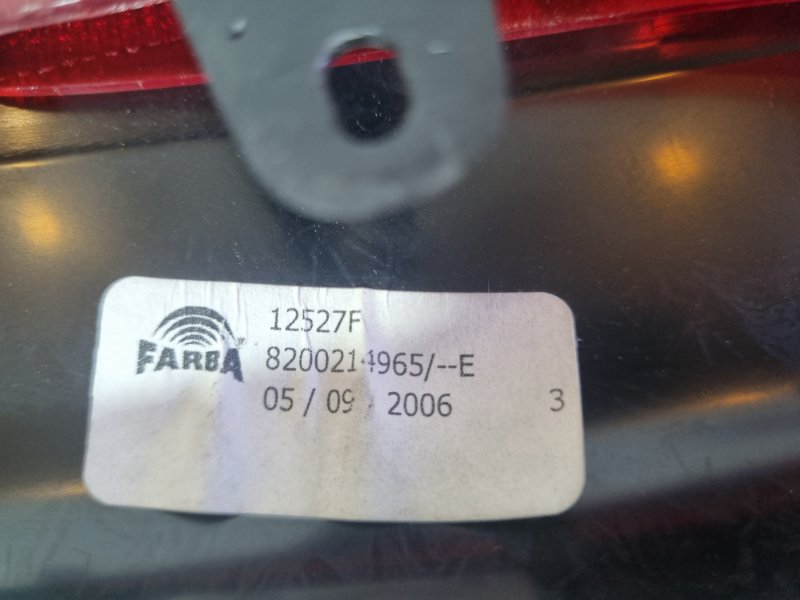 FARBA
12527F
8200214965/--E
05 / 09 / 2006
3